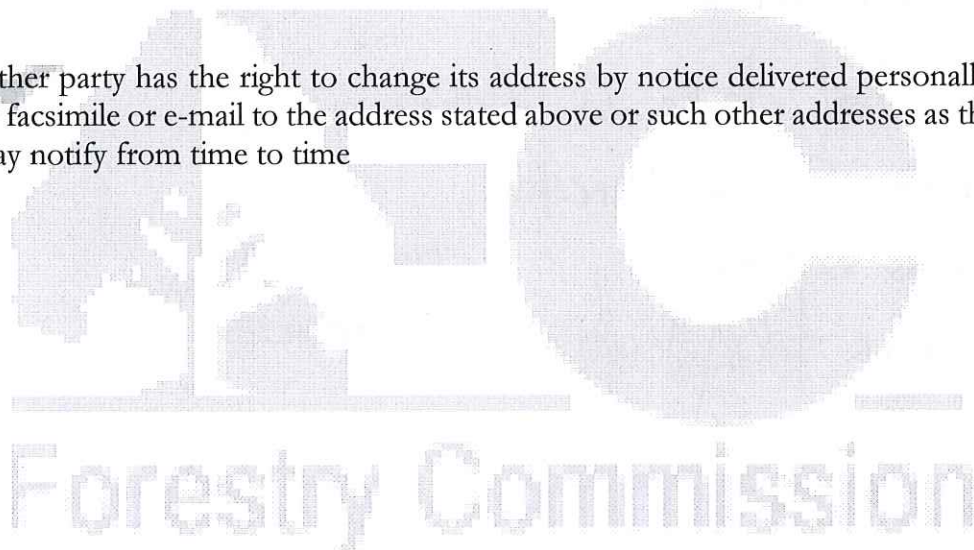 ther party has the right to change its address by notice delivered personall
facsimile or e-mail to the address stated above or such other addresses as th
ay notify from time to time
FC
Forestry Commission